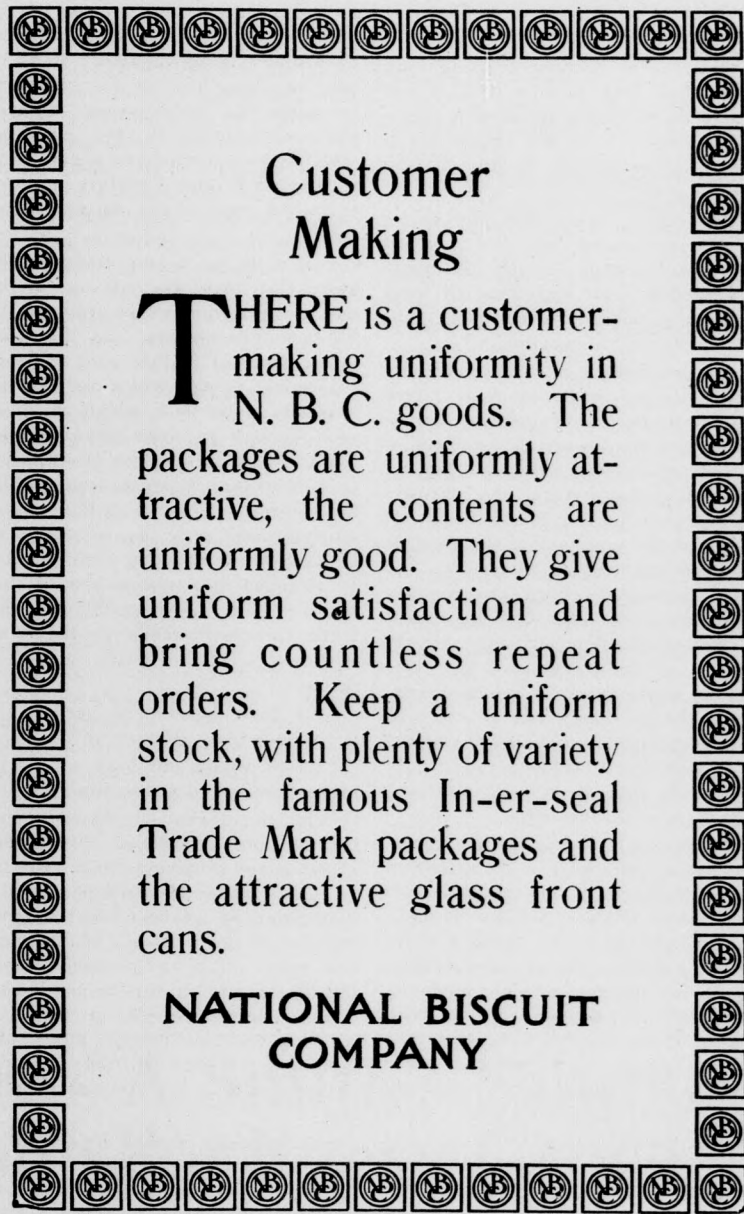 Customer
Making
THERE is a customer-
making uniformity in
N. B. C. goods. The
packages are uniformly at-
tractive, the contents are
uniformly good. They give
uniform satisfaction and
bring countless repeat
orders. Keep a uniform
stock, with plenty of variety
in the famous In-er-seal
Trade Mark packages and
the attractive glass front
cans.
NATIONAL BISCUIT
COMPANY